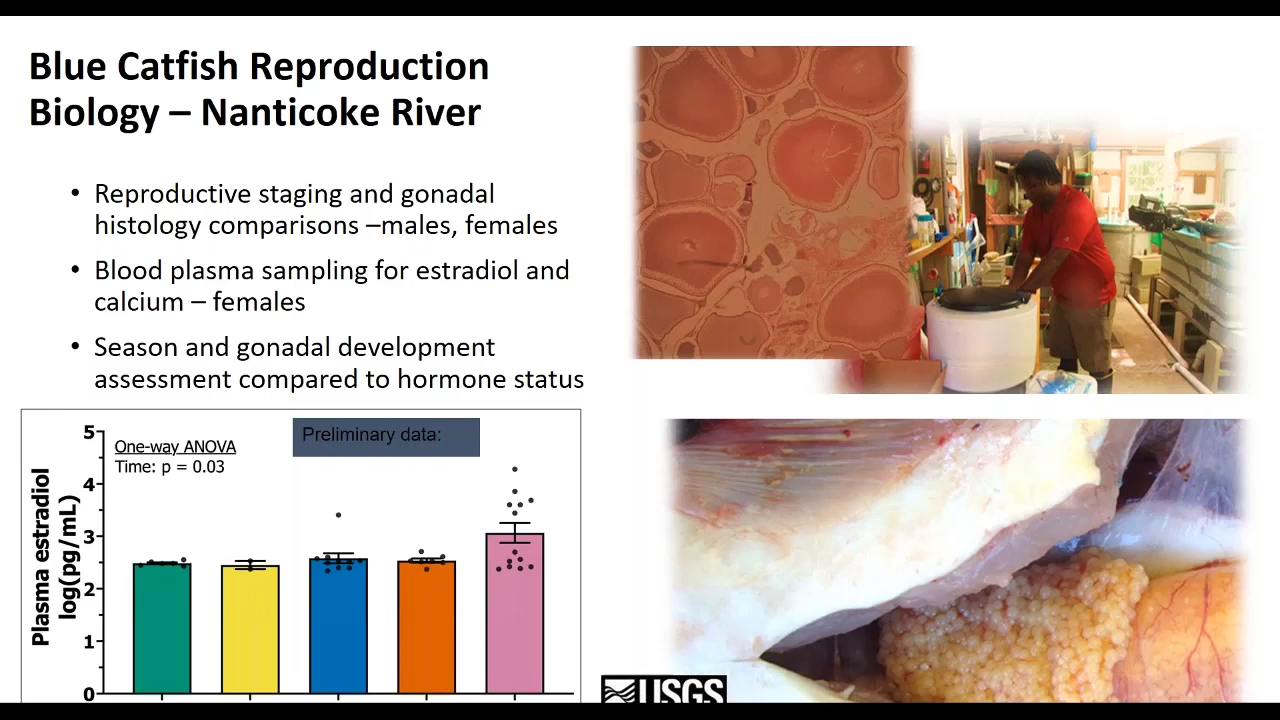 Blue Catfish Reproduction
Biology – Nanticoke River
• Reproductive staging and gonadal
histology comparisons –males, females
• Blood plasma sampling for estradiol and
calcium – females
• Season and gonadal development
assessment compared to hormone status
Preliminary data:
One-way ANOVA
Time: p = 0.03
Plasma estradiol
log(pg/mL)
5
4
3
2
1
0
USGS